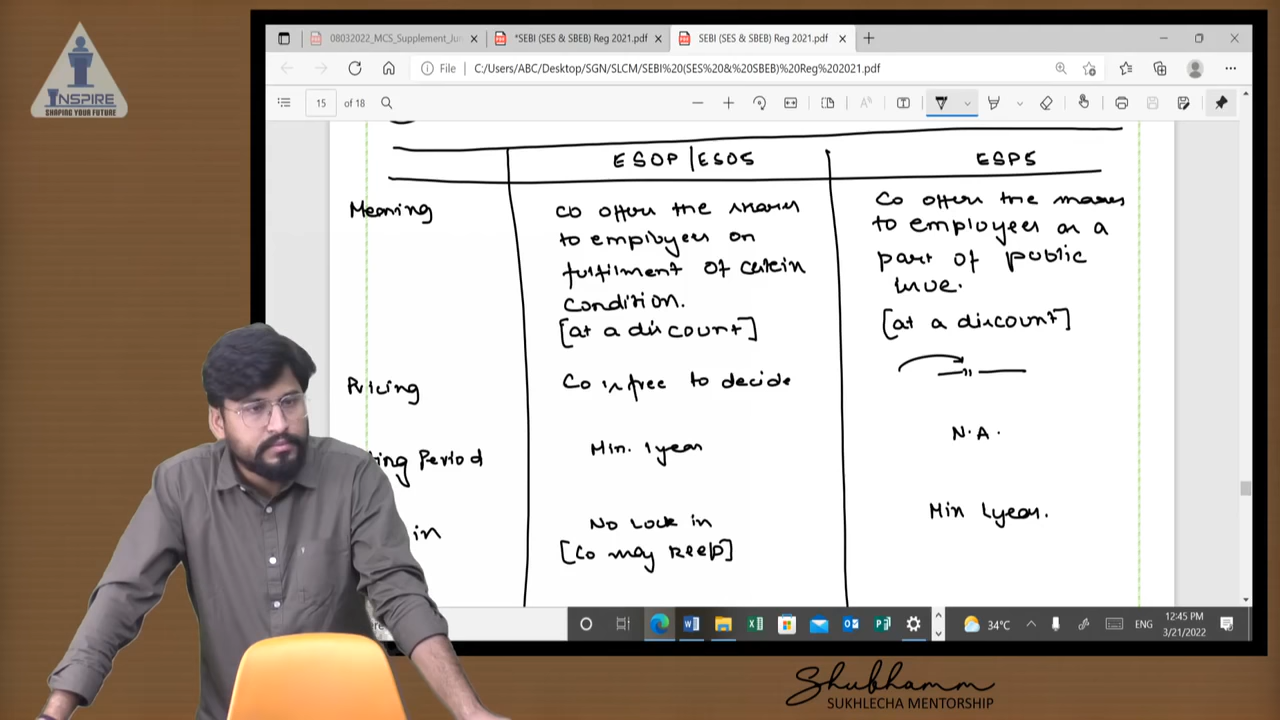 INSPIRE
SHAPING YOUR FUTURE
08032022_MCS_Supplement_Jun
*SEBI (SES & SBEB) Reg 2021.pdf
SEBI (SES & SBEB) Reg 2021.pdf
File
C:/Users/ABC/Desktop/SGN/SLCM/SEBI%20(SES%20&%20SBEB)%20Reg%202021.pdf
15 of 18
ESOP/ESOS
ESPS
Meaning
Co offers the shares
to employees on
fulfilment of certain
condition.
[at a discount]
Co offers the shares
to employees as a
part of public
issue.
[at a discount]
Pricing
Co is free to decide
—"—
ing Period
Min. 1 year
N.A.
in
No Lock in
[Co may keep]
Min 1 year.
34°C
ENG
12:45 PM
3/21/2022
Shubhamm
SUKHLECHA MENTORSHIP